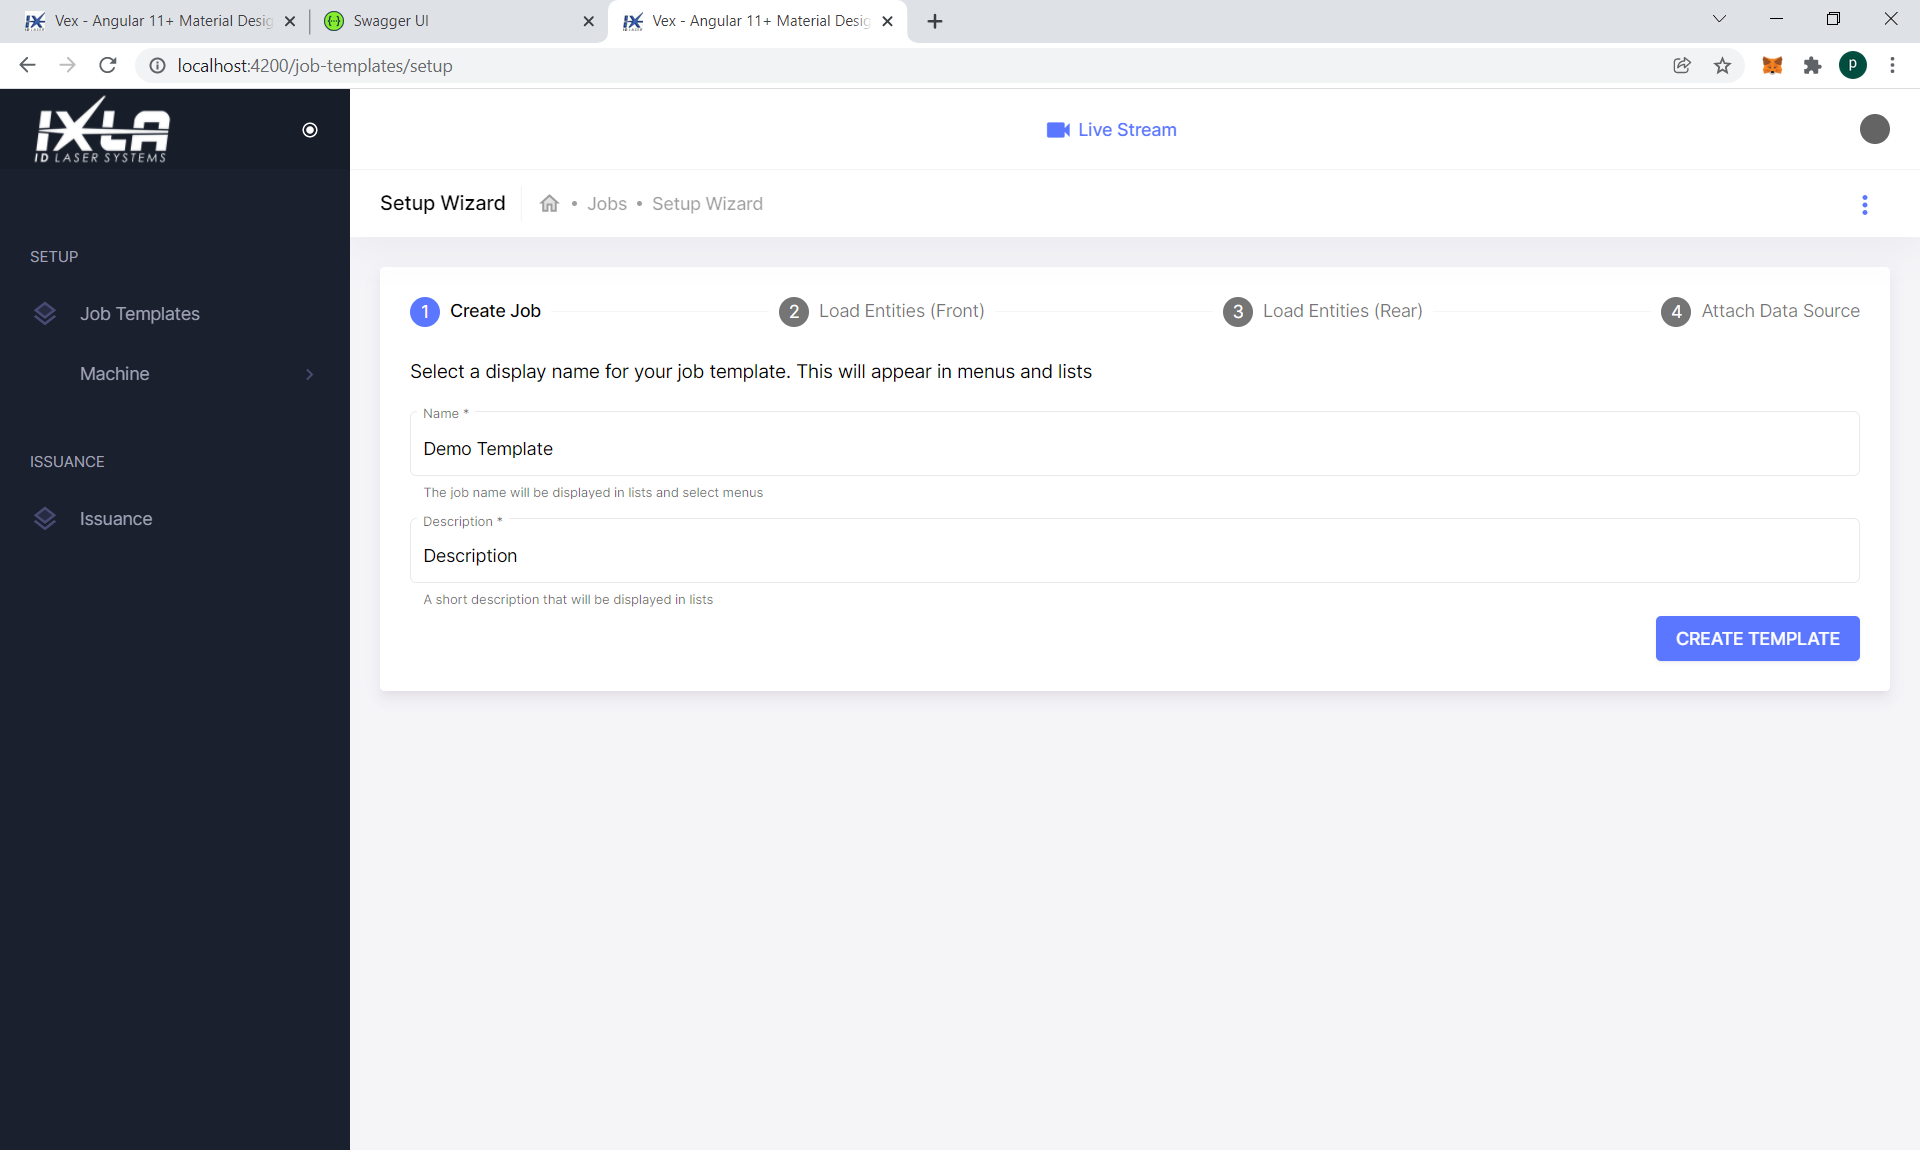 Vex - Angular 11+ Material Desig
Swagger UI
Vex - Angular 11+ Material Desig
localhost:4200/job-templates/setup
P
IXLA
ID LASER SYSTEMS
Live Stream
Setup Wizard
• Jobs • Setup Wizard
SETUP
Job Templates
Machine
ISSUANCE
Issuance
1 Create Job
2 Load Entities (Front)
3 Load Entities (Rear)
4 Attach Data Source
Select a display name for your job template. This will appear in menus and lists
Name *
Demo Template
The job name will be displayed in lists and select menus
Description *
Description
A short description that will be displayed in lists
CREATE TEMPLATE